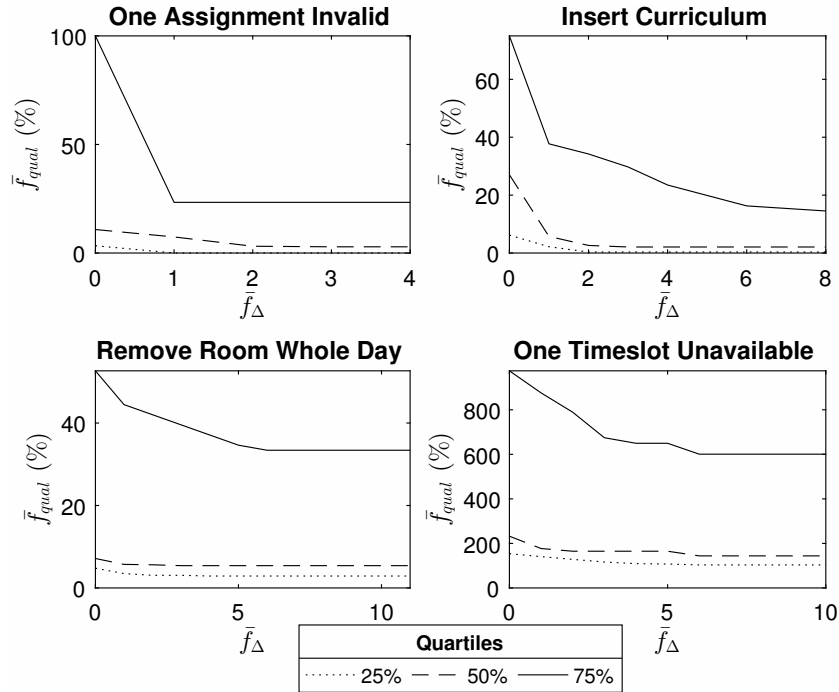 One Assignment Invalid
100
50
0
f̄_qual (%)
0 1 2 3 4
f̄_Δ
Insert Curriculum
60
40
20
0
f̄_qual (%)
0 2 4 6 8
f̄_Δ
Remove Room Whole Day
40
20
0
f̄_qual (%)
0 5 10
f̄_Δ
One Timeslot Unavailable
800
600
400
200
0
f̄_qual (%)
0 5 10
f̄_Δ
Quartiles
25% 50% 75%